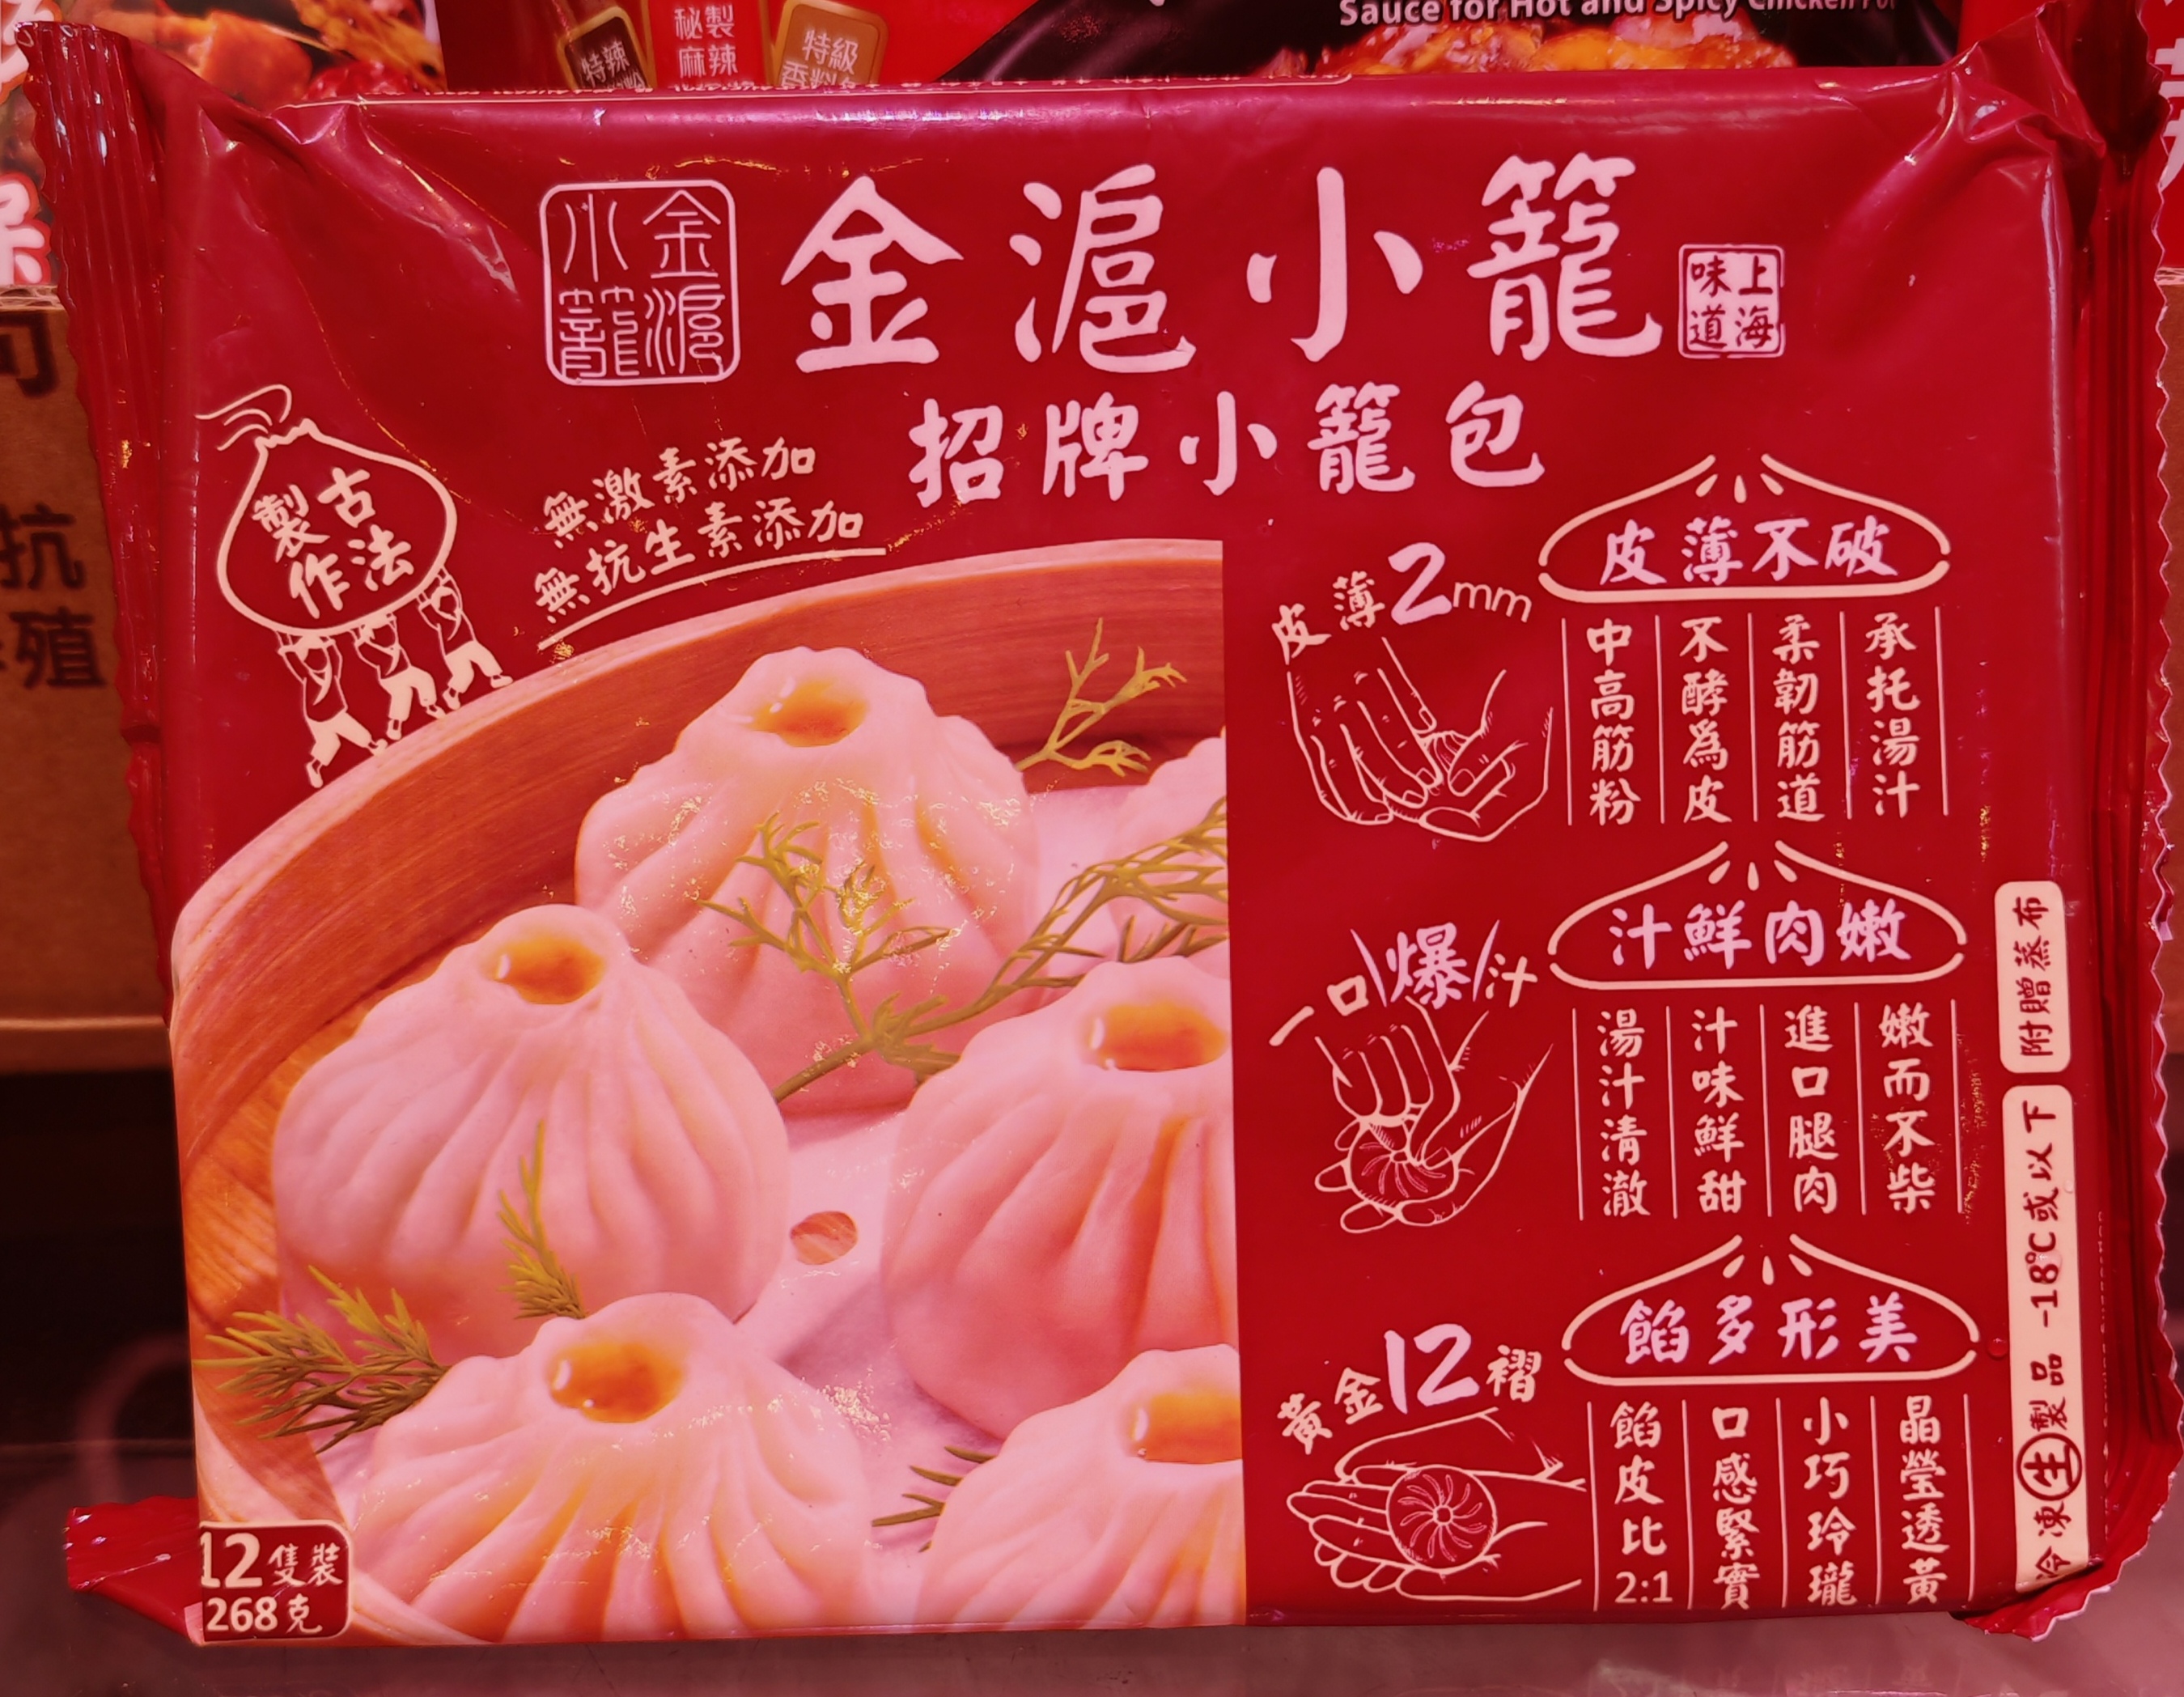 特辣
秘製
麻辣
特級
Sauce for Hot and Spicy Chicken
金滬
小籠
金滬小籠
上海
味道
招牌小籠包
古法
製作
無激素添加
無抗生素添加
皮薄2mm
皮薄不破
中高筋粉
不酵為皮
柔韌筋道
承托湯汁
一口爆汁
汁鮮肉嫩
湯汁清澈
汁味鮮甜
進口腿肉
嫩而不柴
黃金12褶
餡多形美
餡皮比2:1
口感緊實
小巧玲瓏
晶瑩透黃
附贈蒸布
冷凍生製品 -18℃或以下
12隻裝
268克
抗
殖